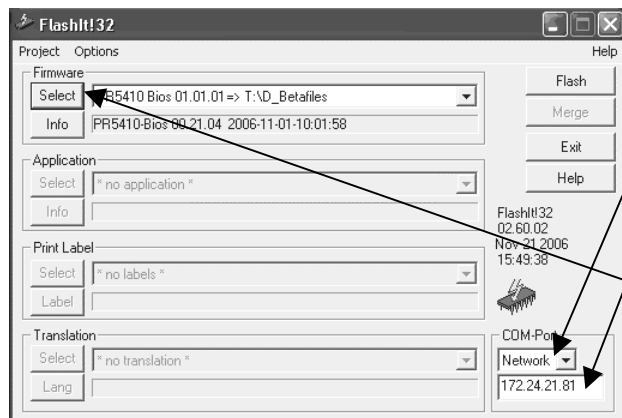 FlashIt!32
Project Options Help
Firmware
Select PR5410 Bios 01.01.01 => T:\D_Betafiles
Info PR5410-Bios 00.21.04 2006-11-01-10:01:58
Flash
Merge
Exit
Help
Application
Select * no application *
Info
FlashIt!32
02.60.02
Nov 21 2006
15:49:38
Print Label
Select * no labels *
Label
Translation
Select * no translation *
Lang
COM-Port
Network
172.24.21.81